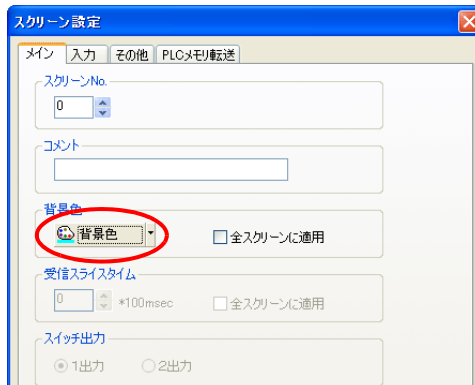 スクリーン設定
メイン 入力 その他 PLCメモリ転送
スクリーンNo.
0
コメント
背景色
背景色 全スクリーンに適用
受信スライスタイム
0 *100msec 全スクリーンに適用
スイッチ出力
1出力 2出力